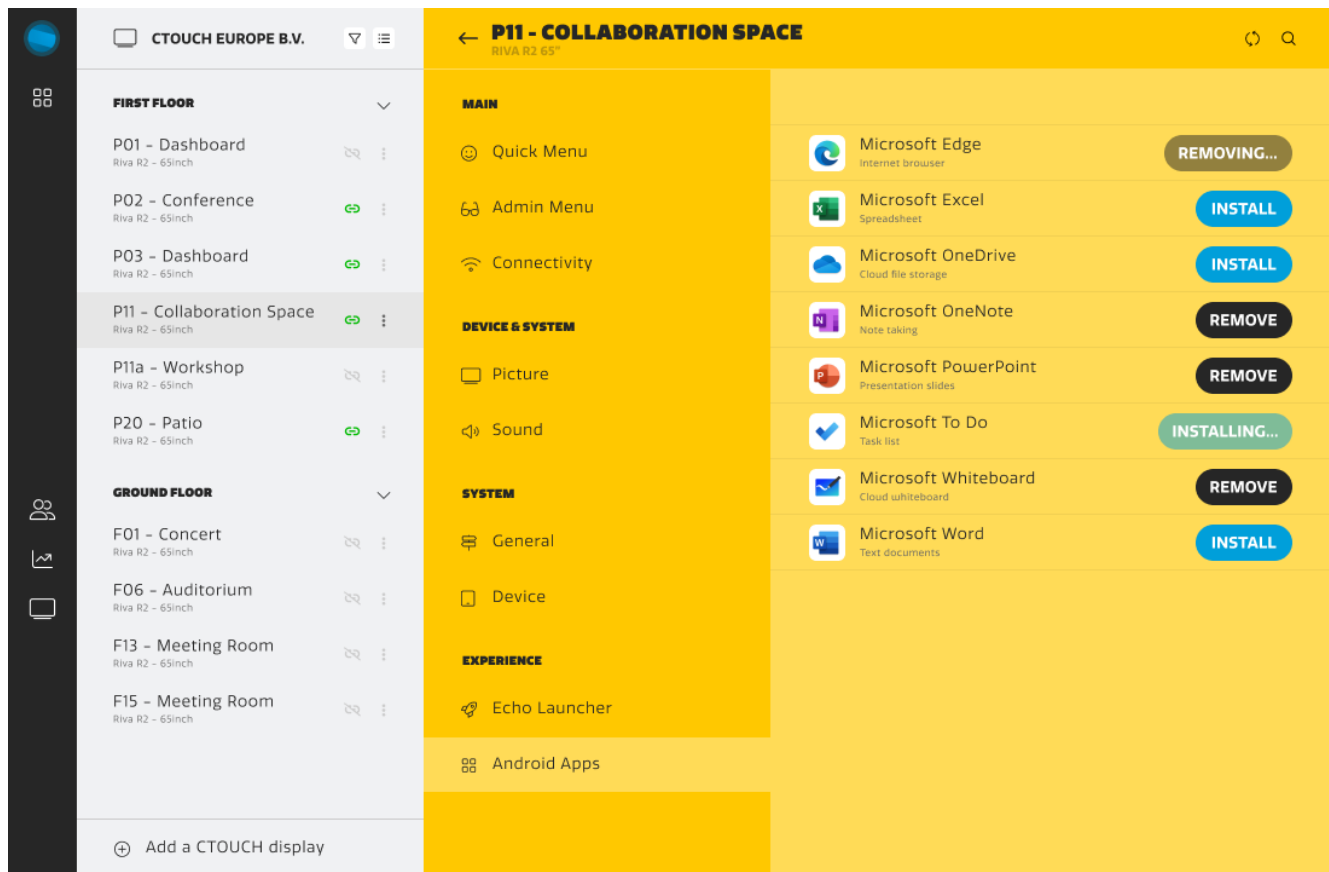 CTOUCH EUROPE B.V.
FIRST FLOOR
P01 - Dashboard
Riva R2 - 65inch
P02 - Conference
Riva R2 - 65inch
P03 - Dashboard
Riva R2 - 65inch
P11 - Collaboration Space
Riva R2 - 65inch
P11a - Workshop
Riva R2 - 65inch
P20 - Patio
Riva R2 - 65inch
GROUND FLOOR
F01 - Concert
Riva R2 - 65inch
F06 - Auditorium
Riva R2 - 65inch
F13 - Meeting Room
Riva R2 - 65inch
F15 - Meeting Room
Riva R2 - 65inch
Add a CTOUCH display
P11 - COLLABORATION SPACE
RIVA R2 65"
MAIN
Quick Menu
Admin Menu
Connectivity
DEVICE & SYSTEM
Picture
Sound
SYSTEM
General
Device
EXPERIENCE
Echo Launcher
Android Apps
Microsoft Edge
Internet browser
REMOVING...
Microsoft Excel
Spreadsheet
INSTALL
Microsoft OneDrive
Cloud file storage
INSTALL
Microsoft OneNote
Note taking
REMOVE
Microsoft PowerPoint
Presentation slides
REMOVE
Microsoft To Do
Task list
INSTALLING...
Microsoft Whiteboard
Cloud whiteboard
REMOVE
Microsoft Word
Text documents
INSTALL